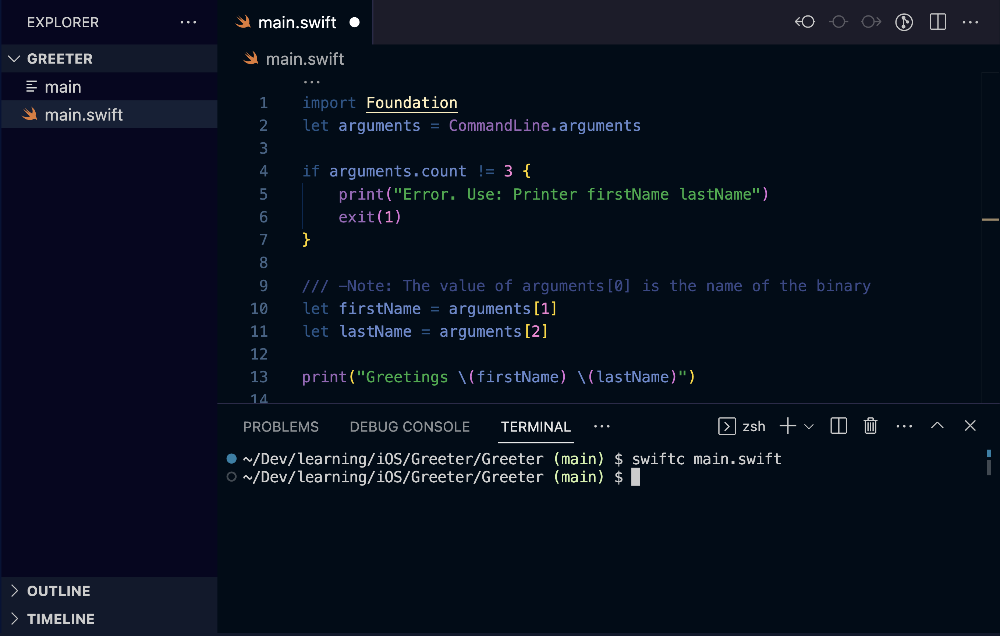 EXPLORER
GREETER
main
main.swift
OUTLINE
TIMELINE
main.swift
main.swift
1 import Foundation
2 let arguments = CommandLine.arguments
3
4 if arguments.count != 3 {
5 print("Error. Use: Printer firstName lastName")
6 exit(1)
7 }
8
9 /// –Note: The value of arguments[0] is the name of the binary
10 let firstName = arguments[1]
11 let lastName = arguments[2]
12
13 print("Greetings \(firstName) \(lastName)")
14
PROBLEMS DEBUG CONSOLE TERMINAL zsh
~/Dev/learning/iOS/Greeter/Greeter (main) $ swiftc main.swift
~/Dev/learning/iOS/Greeter/Greeter (main) $